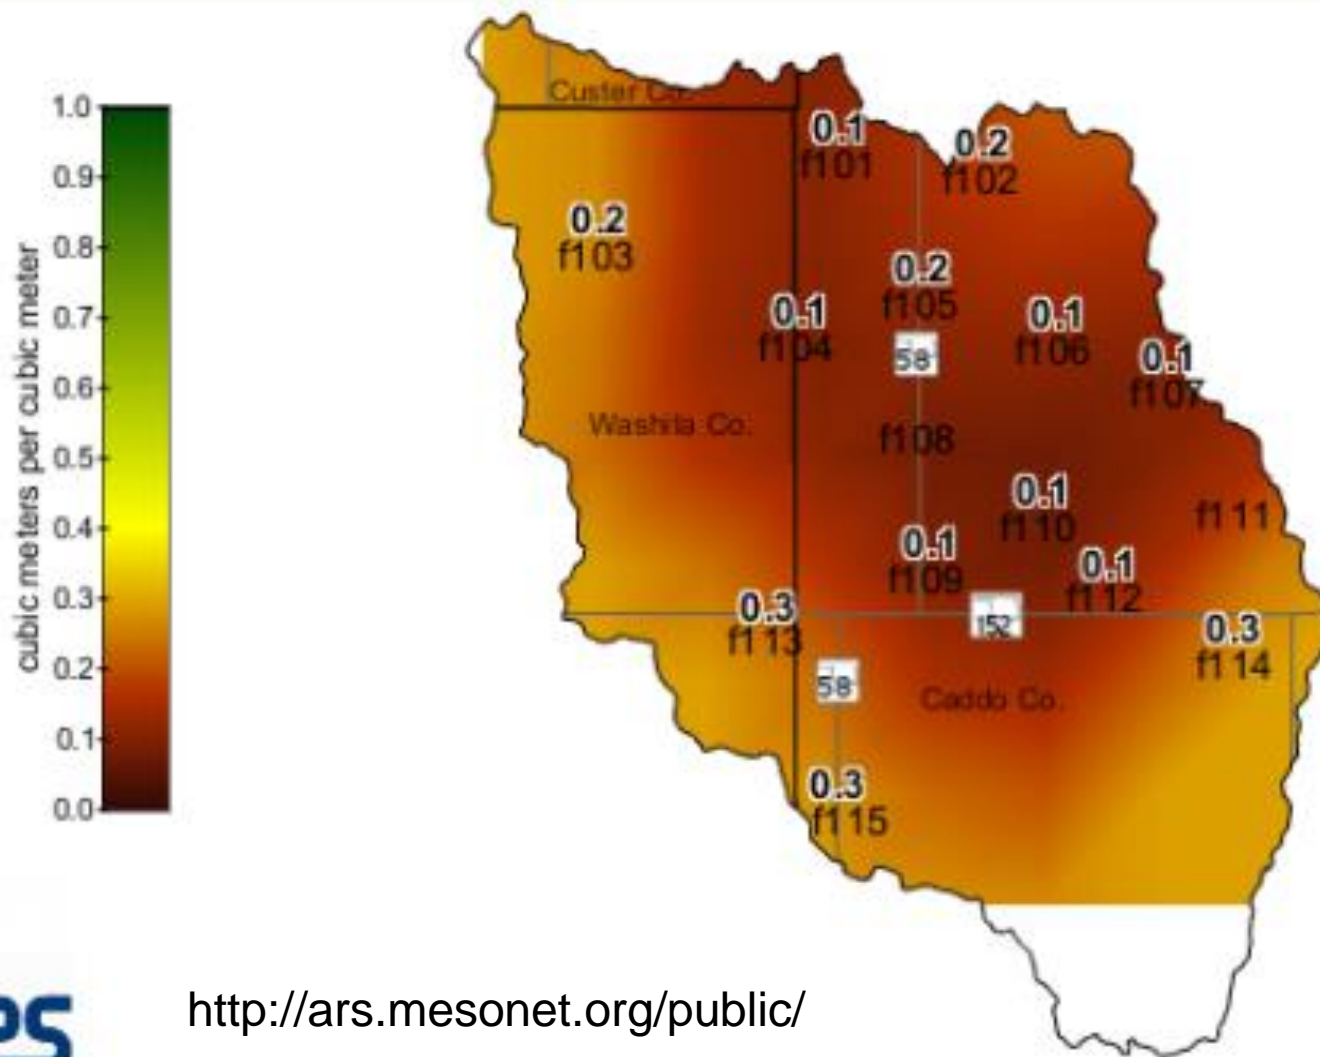 cubic meters per cubic meter
1.0
0.9
0.8
0.7
0.6
0.5
0.4
0.3
0.2
0.1
0.0
Custer Co.
0.1
f101
0.2
f102
0.2
f103
0.2
f105
0.1
f104
0.1
f106
58
0.1
f107
Washita Co.
f108
0.1
f110
f111
0.1
f109
0.1
f112
0.3
f113
152
0.3
f114
58
Caddo Co.
0.3
f115
PS
http://ars.mesonet.org/public/